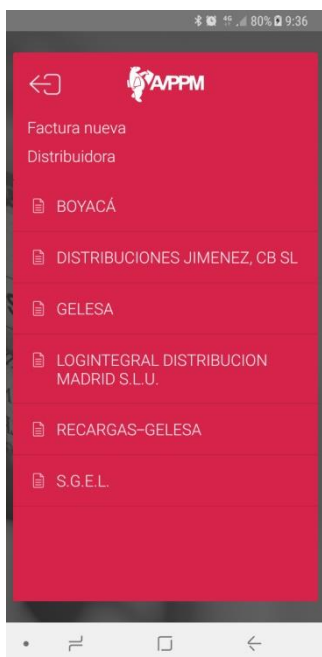 80% 9:36
AVPPM
Factura nueva
Distribuidora
BOYACÁ
DISTRIBUCIONES JIMENEZ, CB SL
GELESA
LOGINTEGRAL DISTRIBUCION
MADRID S.L.U.
RECARGAS-GELESA
S.G.E.L.